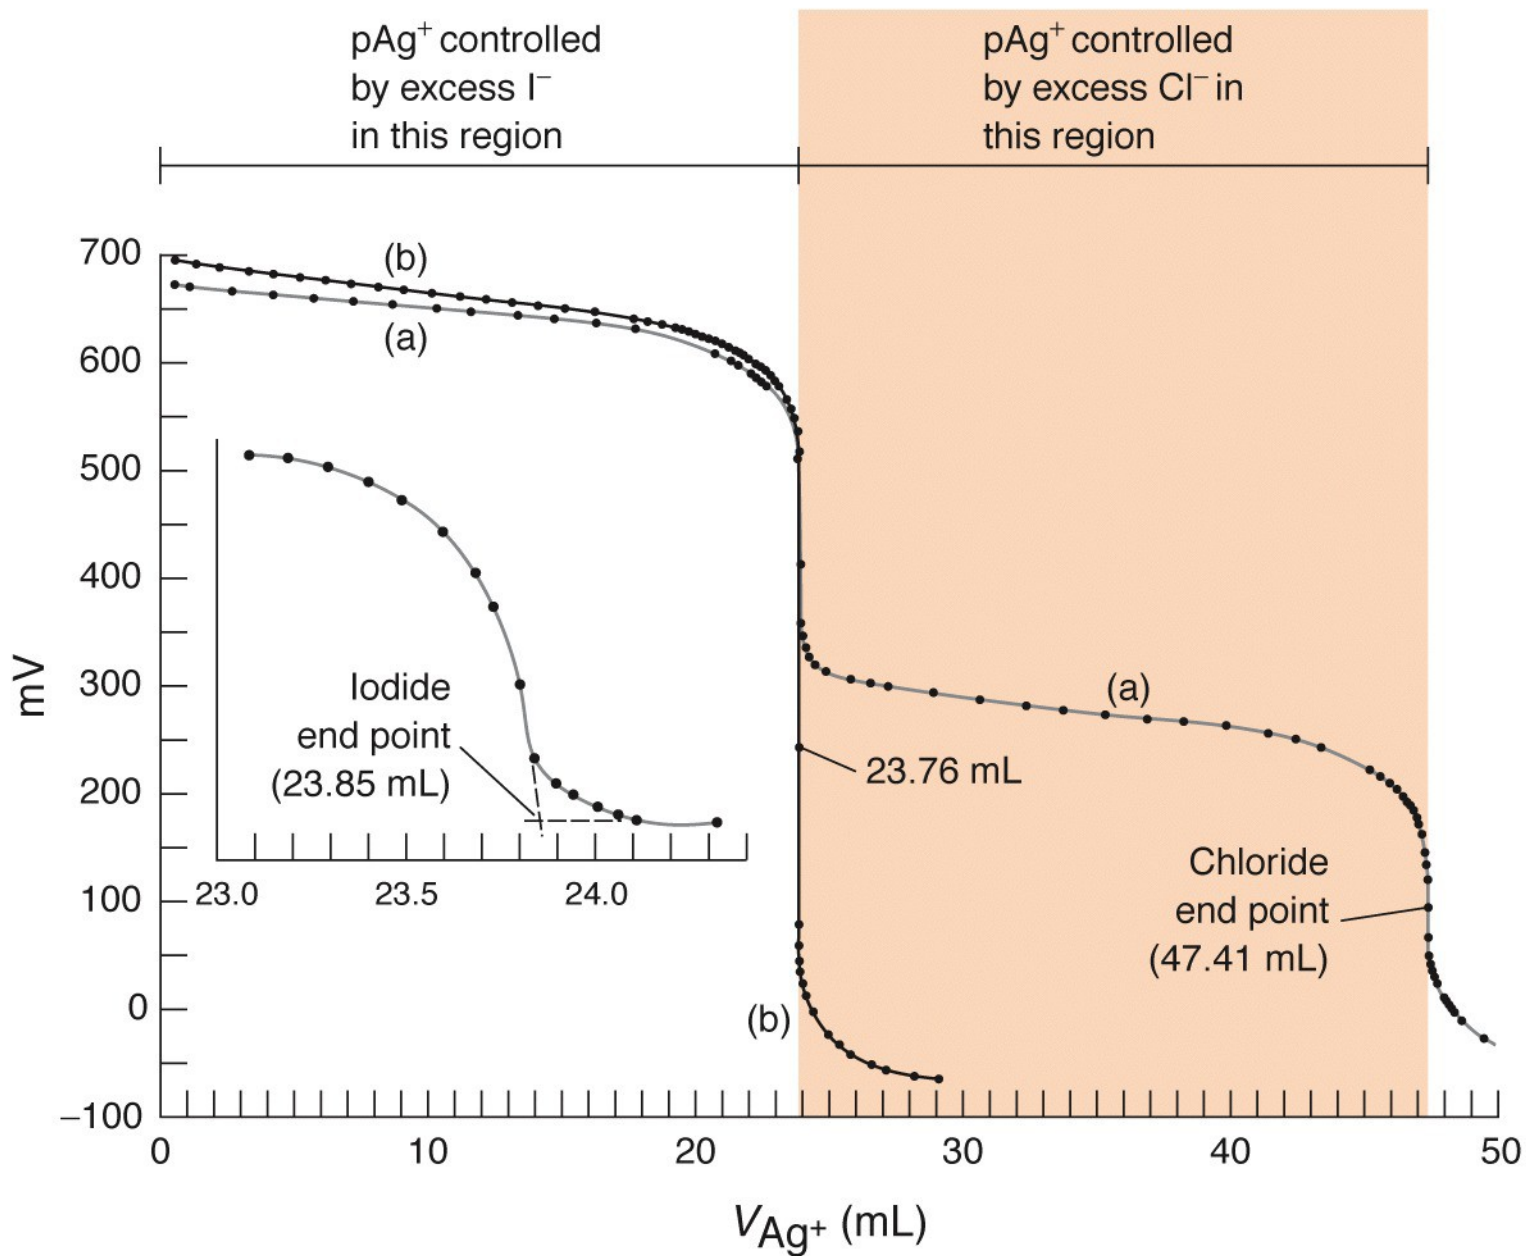 pAg⁺ controlled
by excess I⁻
in this region
pAg⁺ controlled
by excess Cl⁻ in
this region
700
600
500
400
300
200
100
0
−100
mV
(b)
(a)
(a)
23.76 mL
Iodide
end point
(23.85 mL)
23.0 23.5 24.0
Chloride
end point
(47.41 mL)
(b)
0 10 20 30 40 50
V_Ag⁺ (mL)